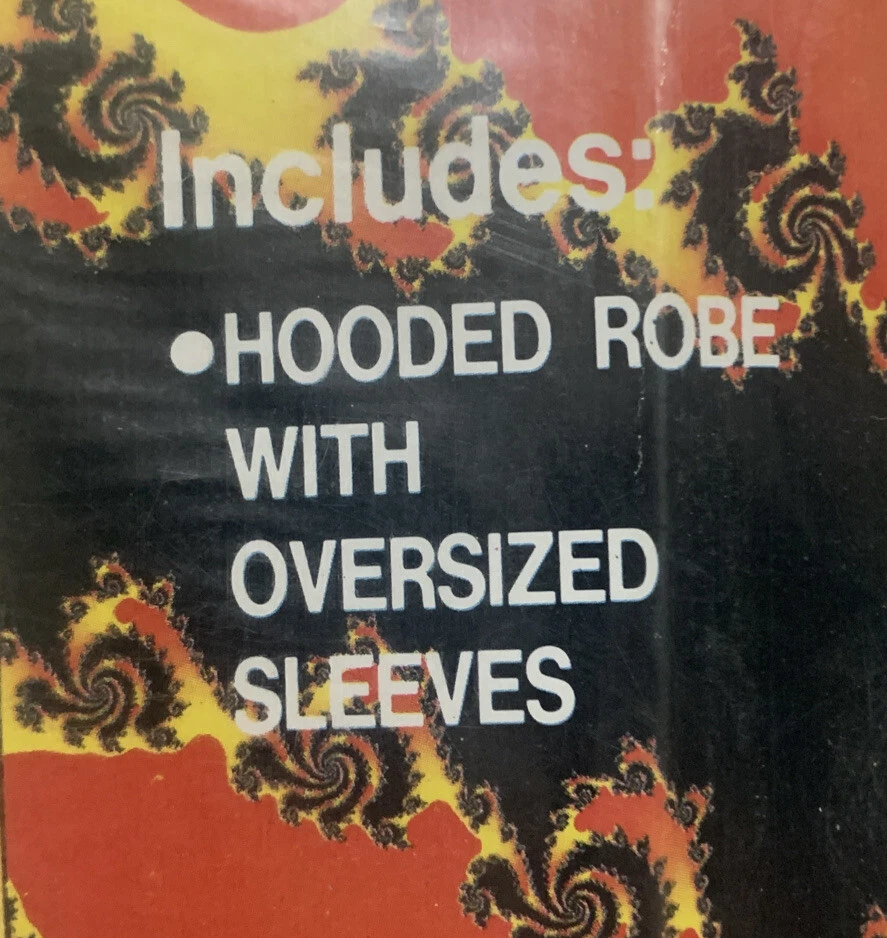 Includes:
●HOODED ROBE
WITH
OVERSIZED
SLEEVES